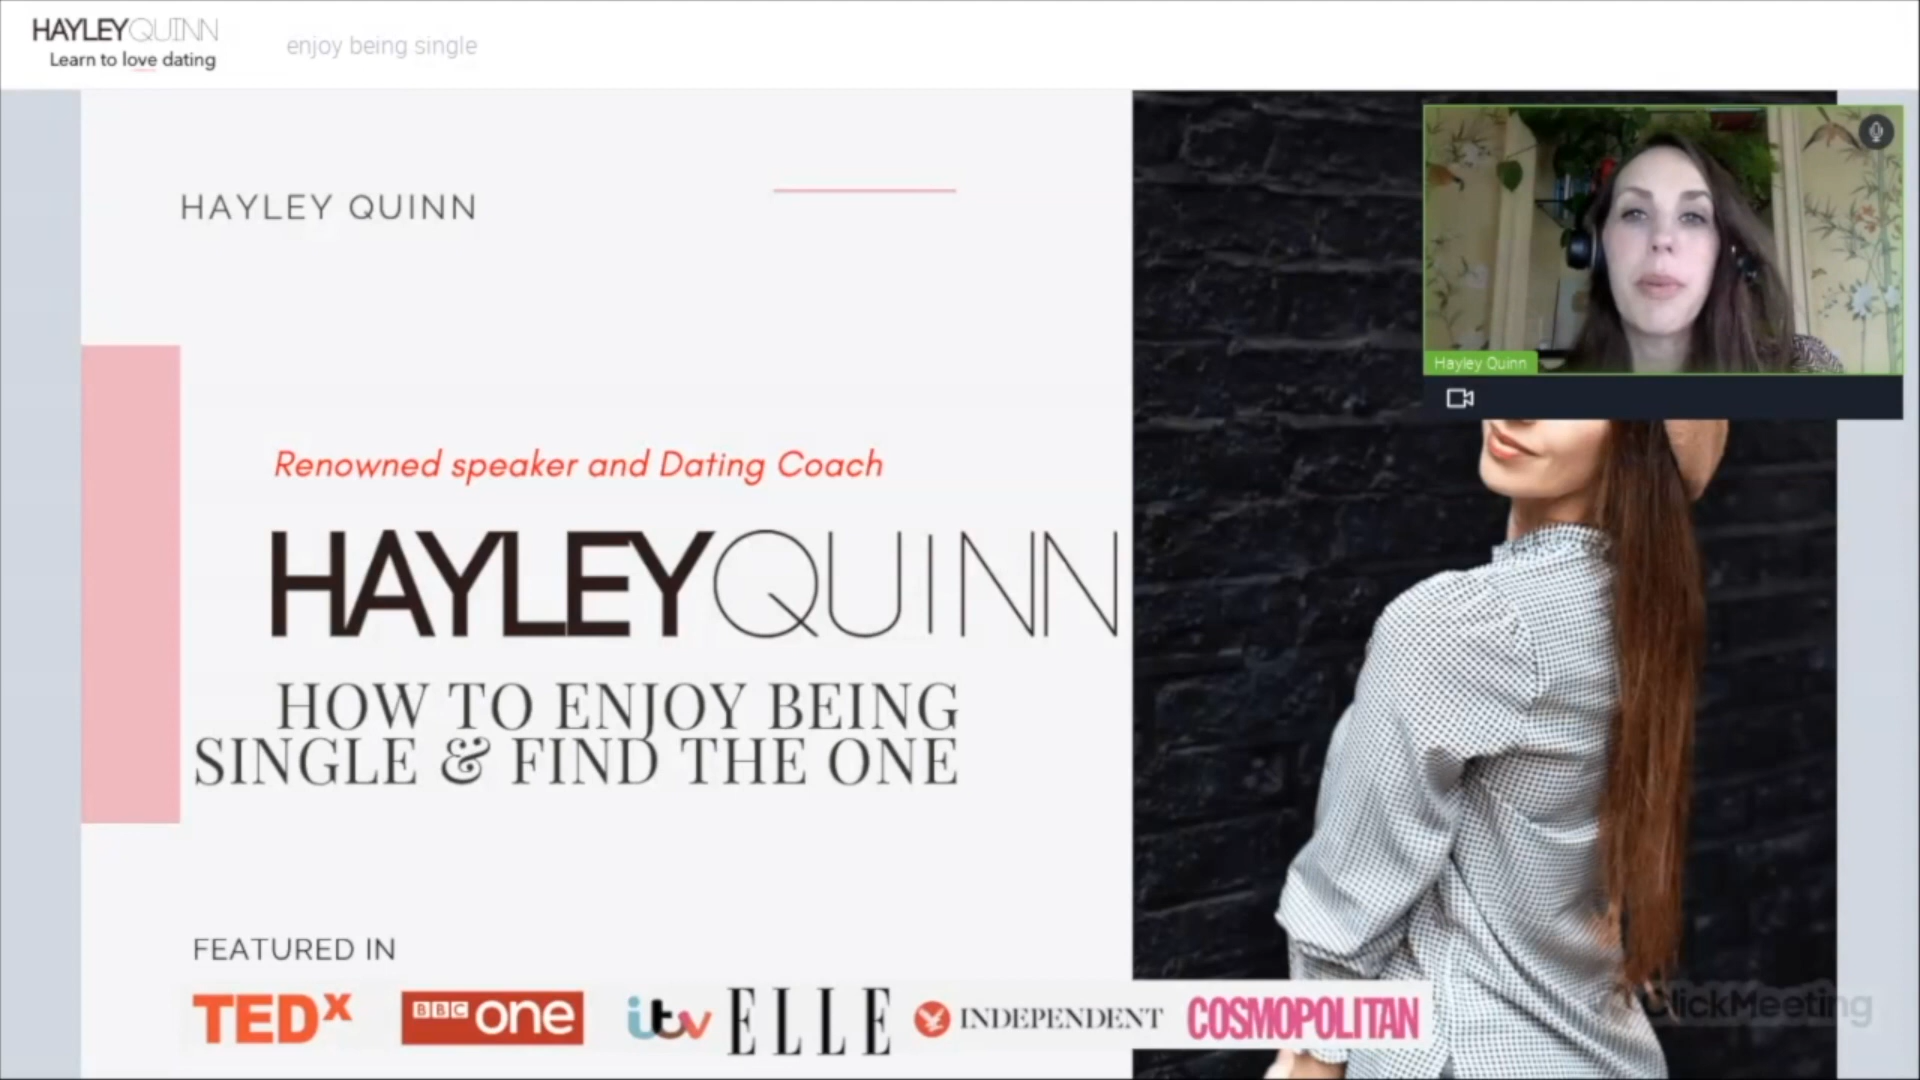 HAYLEYQUINN
Learn to love dating
enjoy being single
HAYLEY QUINN
Hayley Quinn
Renowned speaker and Dating Coach
HAYLEYQUINN
HOW TO ENJOY BEING
SINGLE & FIND THE ONE
FEATURED IN
TEDx BBC one itv ELLE INDEPENDENT COSMOPOLITAN
ClickMeeting